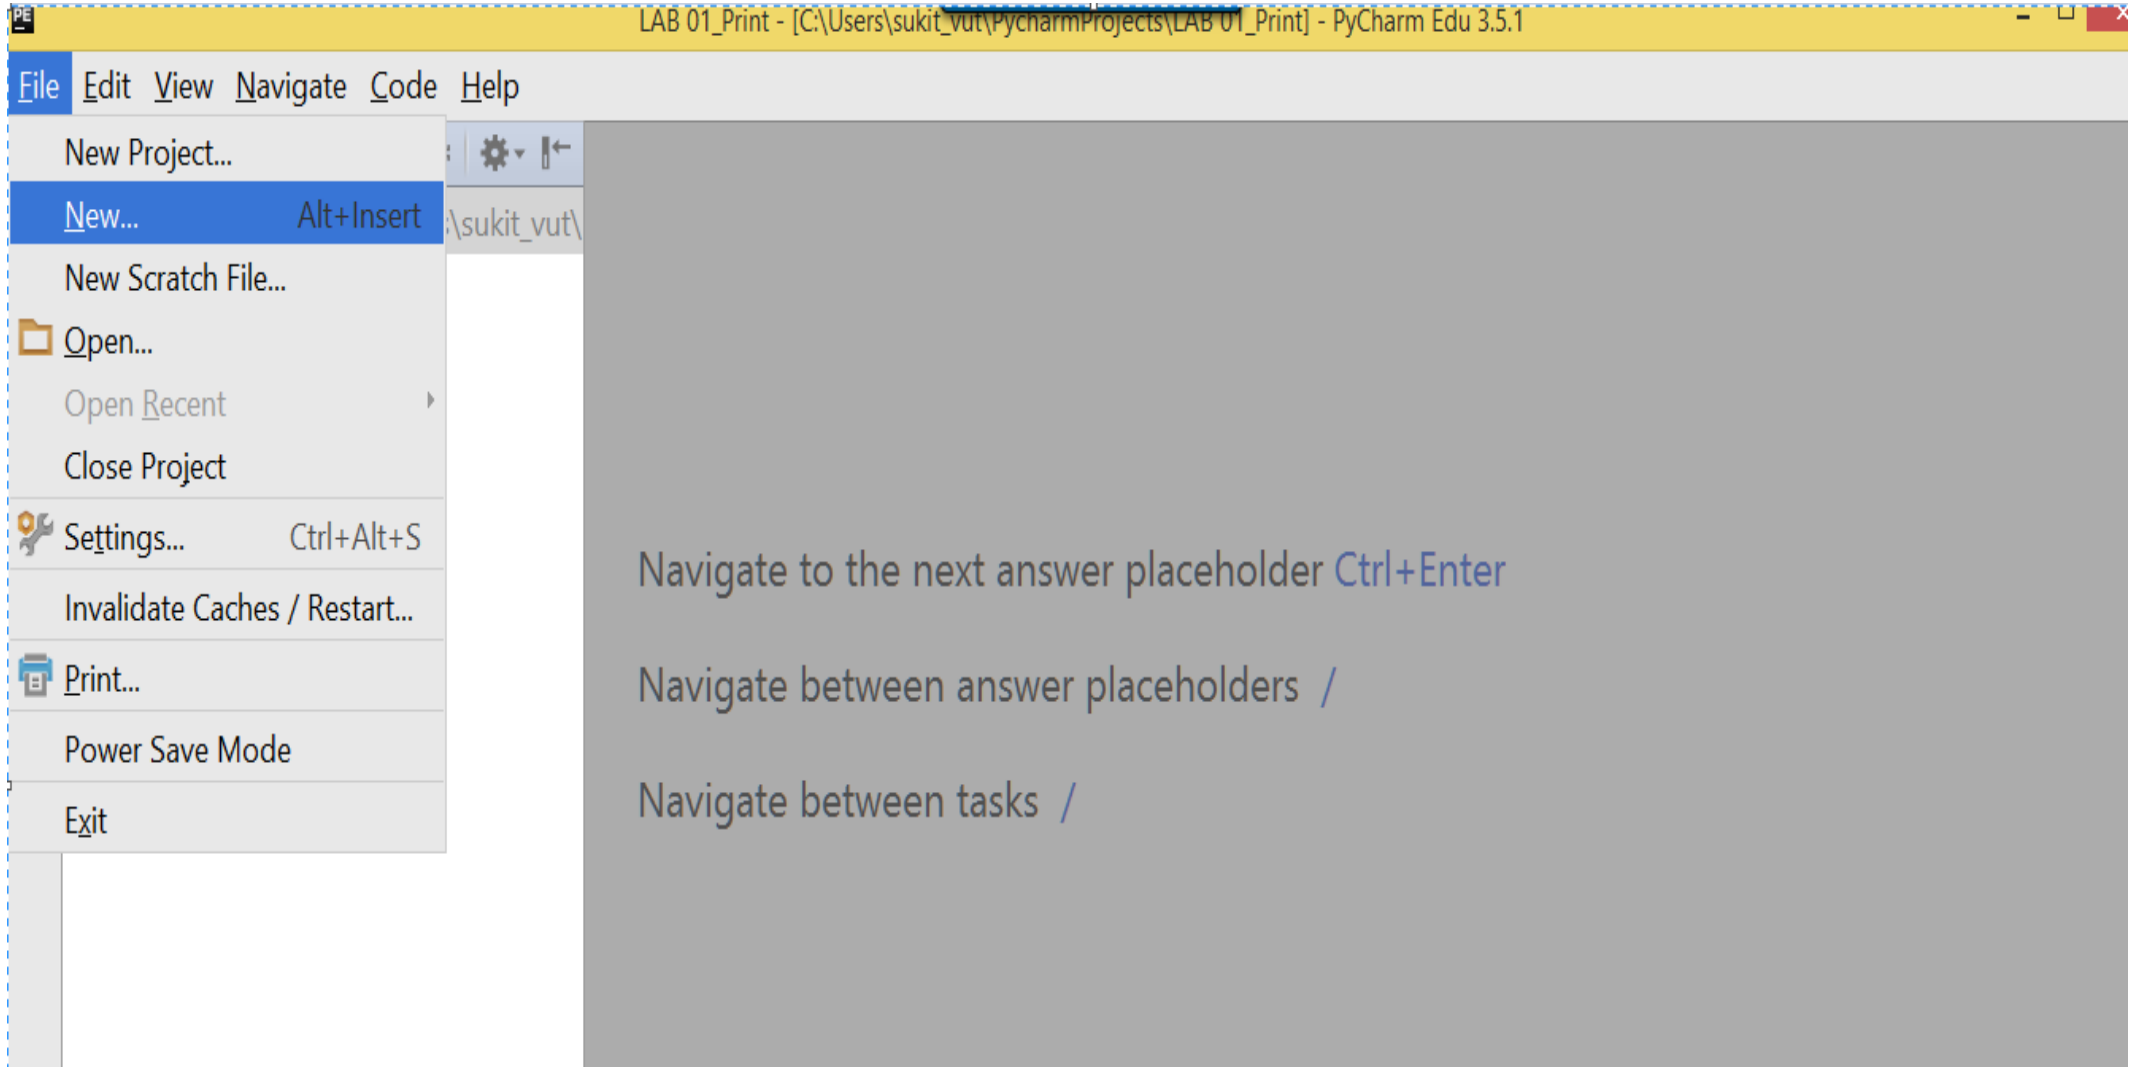 PE
LAB 01_Print - [C:\Users\sukit_vut\PycharmProjects\LAB 01_Print] - PyCharm Edu 3.5.1
File Edit View Navigate Code Help
New Project...
New... Alt+Insert
:\sukit_vut\
New Scratch File...
Open...
Open Recent
Close Project
Settings... Ctrl+Alt+S
Navigate to the next answer placeholder Ctrl+Enter
Invalidate Caches / Restart...
Print...
Navigate between answer placeholders /
Power Save Mode
Navigate between tasks /
Exit